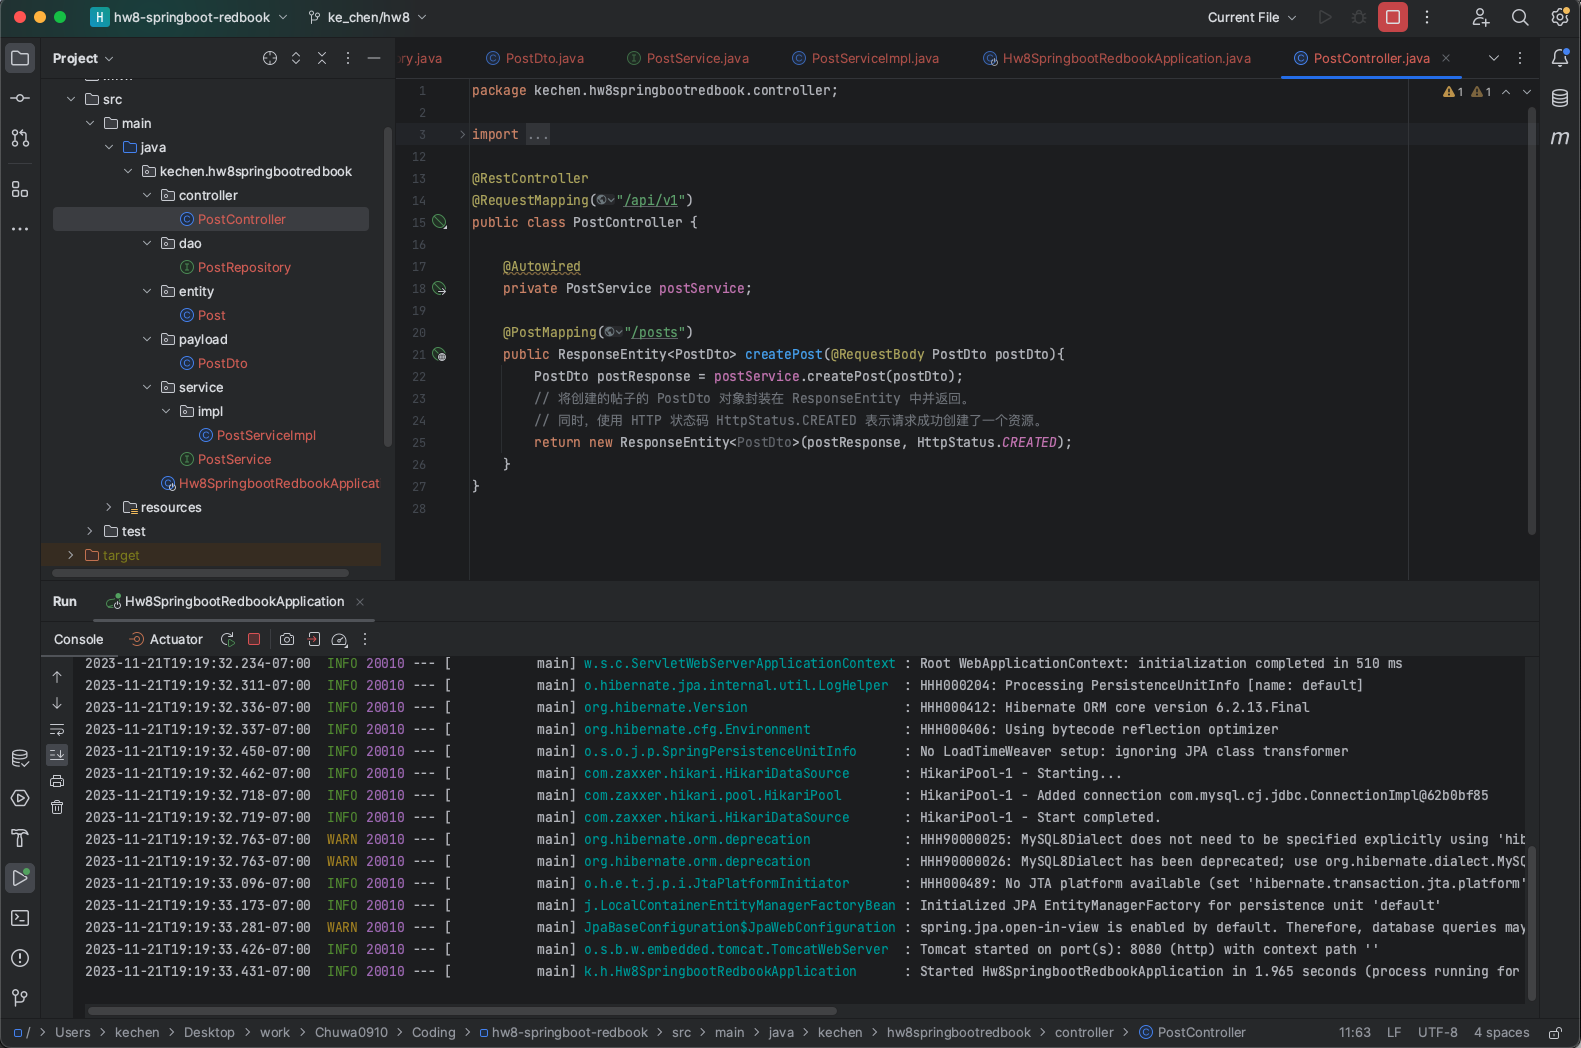 H hw8-springboot-redbook ke_chen/hw8 Current File
Project
ry.java PostDto.java PostService.java PostServiceImpl.java Hw8SpringbootRedbookApplication.java PostController.java
src
main
java
kechen.hw8springbootredbook
controller
PostController
dao
PostRepository
entity
Post
payload
PostDto
service
impl
PostServiceImpl
PostService
Hw8SpringbootRedbookApplicat
resources
test
target
1 package kechen.hw8springbootredbook.controller;
2
3 import ...
12
13 @RestController
14 @RequestMapping("/api/v1")
15 public class PostController {
16
17 @Autowired
18 private PostService postService;
19
20 @PostMapping("/posts")
21 public ResponseEntity<PostDto> createPost(@RequestBody PostDto postDto){
22 PostDto postResponse = postService.createPost(postDto);
23 // 将创建的帖子的 PostDto 对象封装在 ResponseEntity 中并返回。
24 // 同时，使用 HTTP 状态码 HttpStatus.CREATED 表示请求成功创建了一个资源。
25 return new ResponseEntity<PostDto>(postResponse, HttpStatus.CREATED);
26 }
27 }
28
1 1
m
Run Hw8SpringbootRedbookApplication
Console Actuator
2023-11-21T19:19:32.234-07:00 INFO 20010 --- [ main] w.s.c.ServletWebServerApplicationContext : Root WebApplicationContext: initialization completed in 510 ms
2023-11-21T19:19:32.311-07:00 INFO 20010 --- [ main] o.hibernate.jpa.internal.util.LogHelper : HHH000204: Processing PersistenceUnitInfo [name: default]
2023-11-21T19:19:32.336-07:00 INFO 20010 --- [ main] org.hibernate.Version : HHH000412: Hibernate ORM core version 6.2.13.Final
2023-11-21T19:19:32.337-07:00 INFO 20010 --- [ main] org.hibernate.cfg.Environment : HHH000406: Using bytecode reflection optimizer
2023-11-21T19:19:32.450-07:00 INFO 20010 --- [ main] o.s.o.j.p.SpringPersistenceUnitInfo : No LoadTimeWeaver setup: ignoring JPA class transformer
2023-11-21T19:19:32.462-07:00 INFO 20010 --- [ main] com.zaxxer.hikari.HikariDataSource : HikariPool-1 - Starting...
2023-11-21T19:19:32.718-07:00 INFO 20010 --- [ main] com.zaxxer.hikari.pool.HikariPool : HikariPool-1 - Added connection com.mysql.cj.jdbc.ConnectionImpl@62b0bf85
2023-11-21T19:19:32.719-07:00 INFO 20010 --- [ main] com.zaxxer.hikari.HikariDataSource : HikariPool-1 - Start completed.
2023-11-21T19:19:32.763-07:00 WARN 20010 --- [ main] org.hibernate.orm.deprecation : HHH90000025: MySQL8Dialect does not need to be specified explicitly using 'hib
2023-11-21T19:19:32.763-07:00 WARN 20010 --- [ main] org.hibernate.orm.deprecation : HHH90000026: MySQL8Dialect has been deprecated; use org.hibernate.dialect.MySQ
2023-11-21T19:19:33.096-07:00 INFO 20010 --- [ main] o.h.e.t.j.p.i.JtaPlatformInitiator : HHH000489: No JTA platform available (set 'hibernate.transaction.jta.platform'
2023-11-21T19:19:33.173-07:00 INFO 20010 --- [ main] j.LocalContainerEntityManagerFactoryBean : Initialized JPA EntityManagerFactory for persistence unit 'default'
2023-11-21T19:19:33.281-07:00 WARN 20010 --- [ main] JpaBaseConfiguration$JpaWebConfiguration : spring.jpa.open-in-view is enabled by default. Therefore, database queries may
2023-11-21T19:19:33.426-07:00 INFO 20010 --- [ main] o.s.b.w.embedded.tomcat.TomcatWebServer : Tomcat started on port(s): 8080 (http) with context path ''
2023-11-21T19:19:33.431-07:00 INFO 20010 --- [ main] k.h.Hw8SpringbootRedbookApplication : Started Hw8SpringbootRedbookApplication in 1.965 seconds (process running for
/ > Users > kechen > Desktop > work > Chuwa0910 > Coding > hw8-springboot-redbook > src > main > java > kechen > hw8springbootredbook > controller > PostController 11:63 LF UTF-8 4 spaces